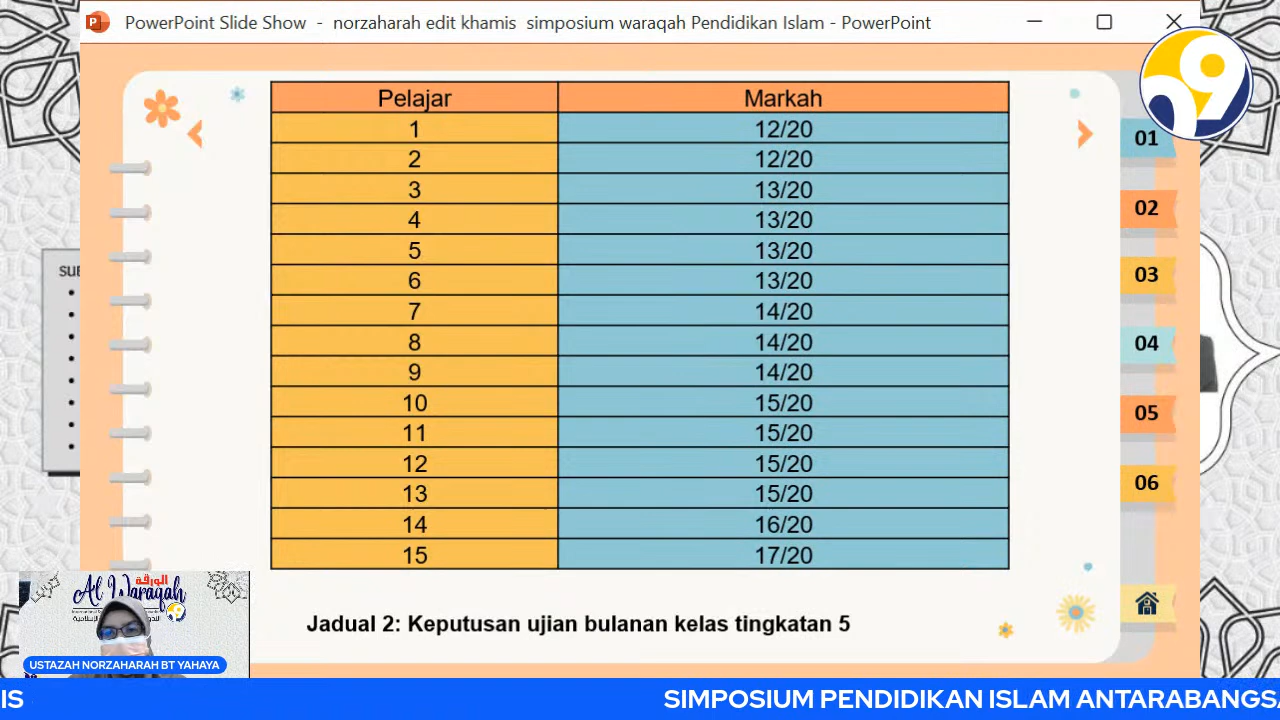 PowerPoint Slide Show - norzaharah edit khamis simposium waraqah Pendidikan Islam - PowerPoint
Pelajar Markah
1 12/20
2 12/20
3 13/20
4 13/20
5 13/20
6 13/20
7 14/20
8 14/20
9 14/20
10 15/20
11 15/20
12 15/20
13 15/20
14 16/20
15 17/20
Jadual 2: Keputusan ujian bulanan kelas tingkatan 5
01
02
03
04
05
06
SUB
الورقة
Al Waraqah
USTAZAH NORZAHARAH BT YAHAYA
IS
SIMPOSIUM PENDIDIKAN ISLAM ANTARABANGSA